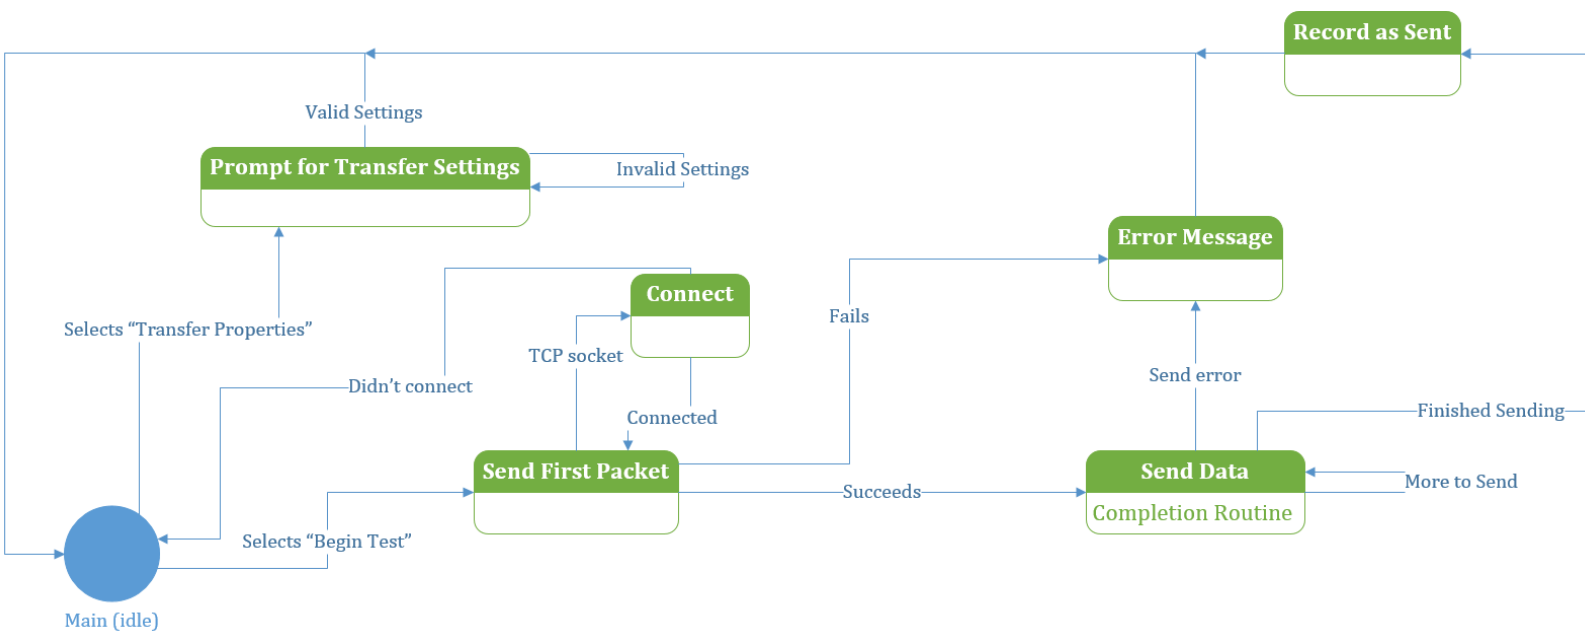 Record as Sent
Valid Settings
Prompt for Transfer Settings
Invalid Settings
Error Message
Connect
Selects “Transfer Properties”
Fails
TCP socket
Didn’t connect
Send error
Connected
Finished Sending
Send First Packet
Send Data
More to Send
Succeeds
Completion Routine
Selects “Begin Test”
Main (idle)